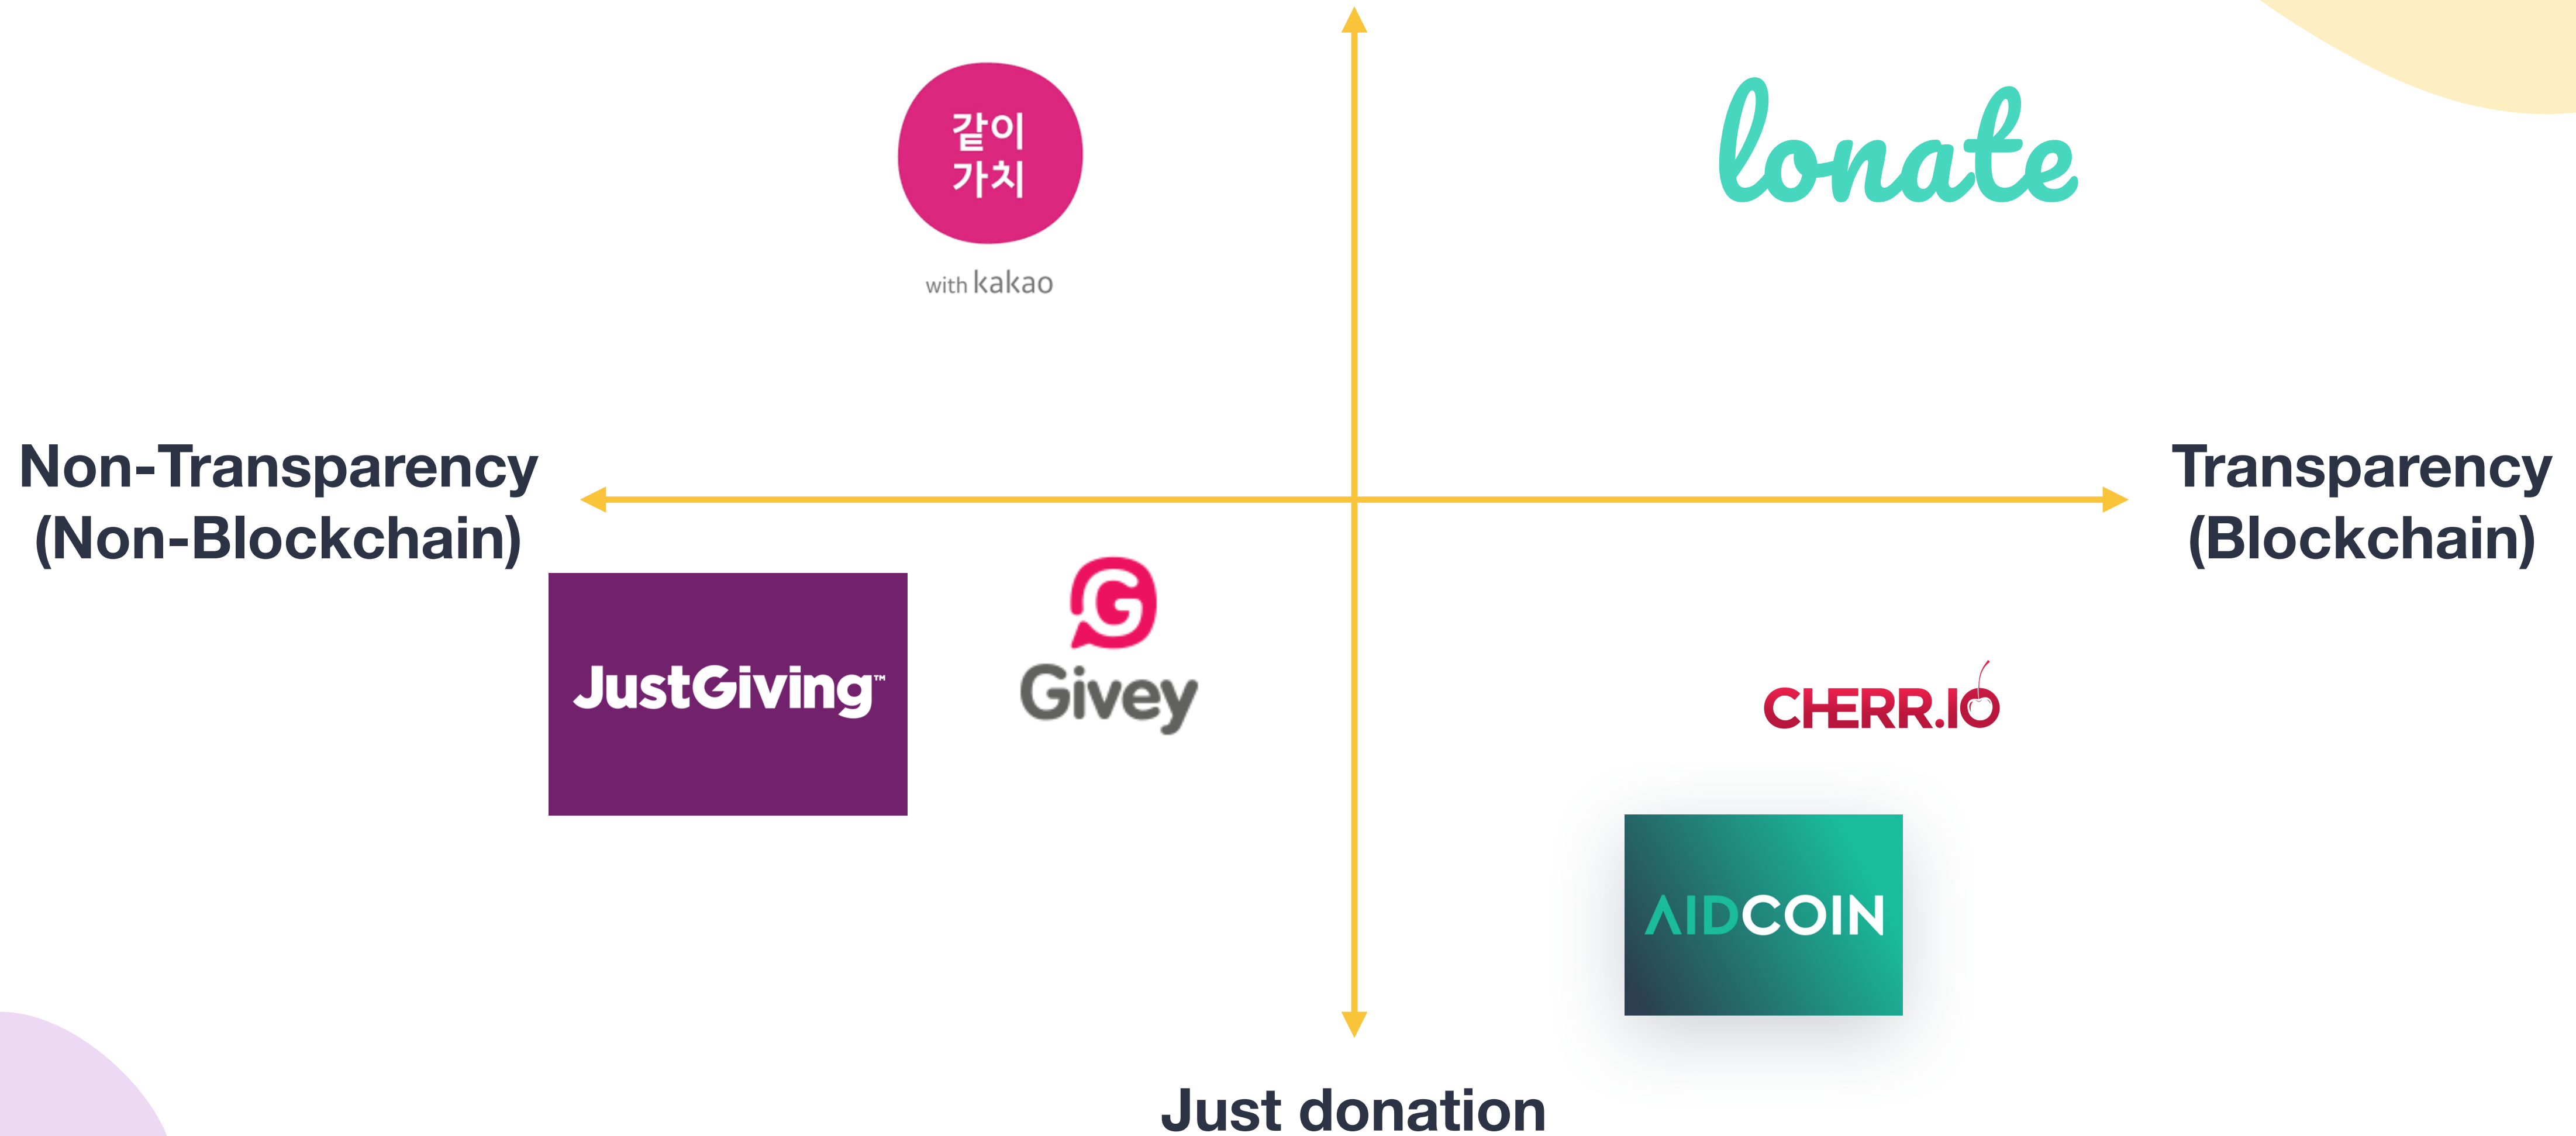 같이
가치
with kakao
lonate
Non-Transparency
(Non-Blockchain)
Transparency
(Blockchain)
JustGiving™
G
Givey
CHERR.IO
AIDCOIN
Just donation